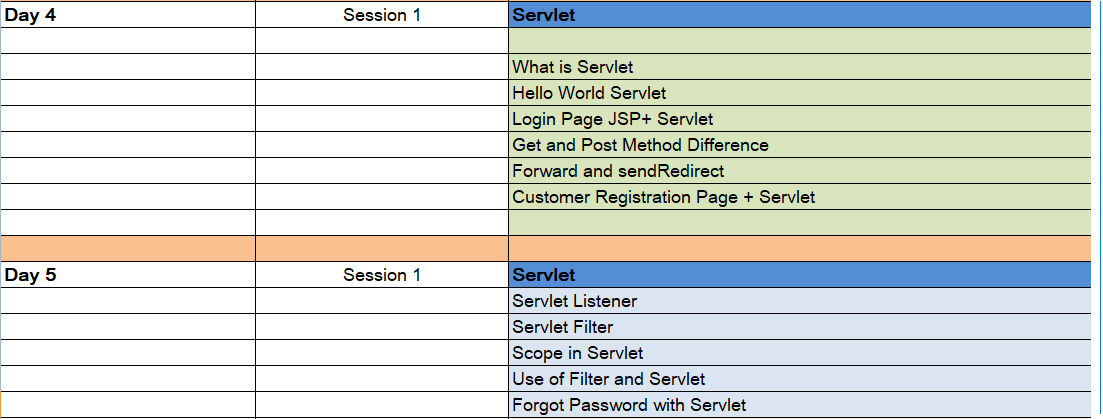 Day 4 Session 1 Servlet
What is Servlet
Hello World Servlet
Login Page JSP+ Servlet
Get and Post Method Difference
Forward and sendRedirect
Customer Registration Page + Servlet
Day 5 Session 1 Servlet
Servlet Listener
Servlet Filter
Scope in Servlet
Use of Filter and Servlet
Forgot Password with Servlet